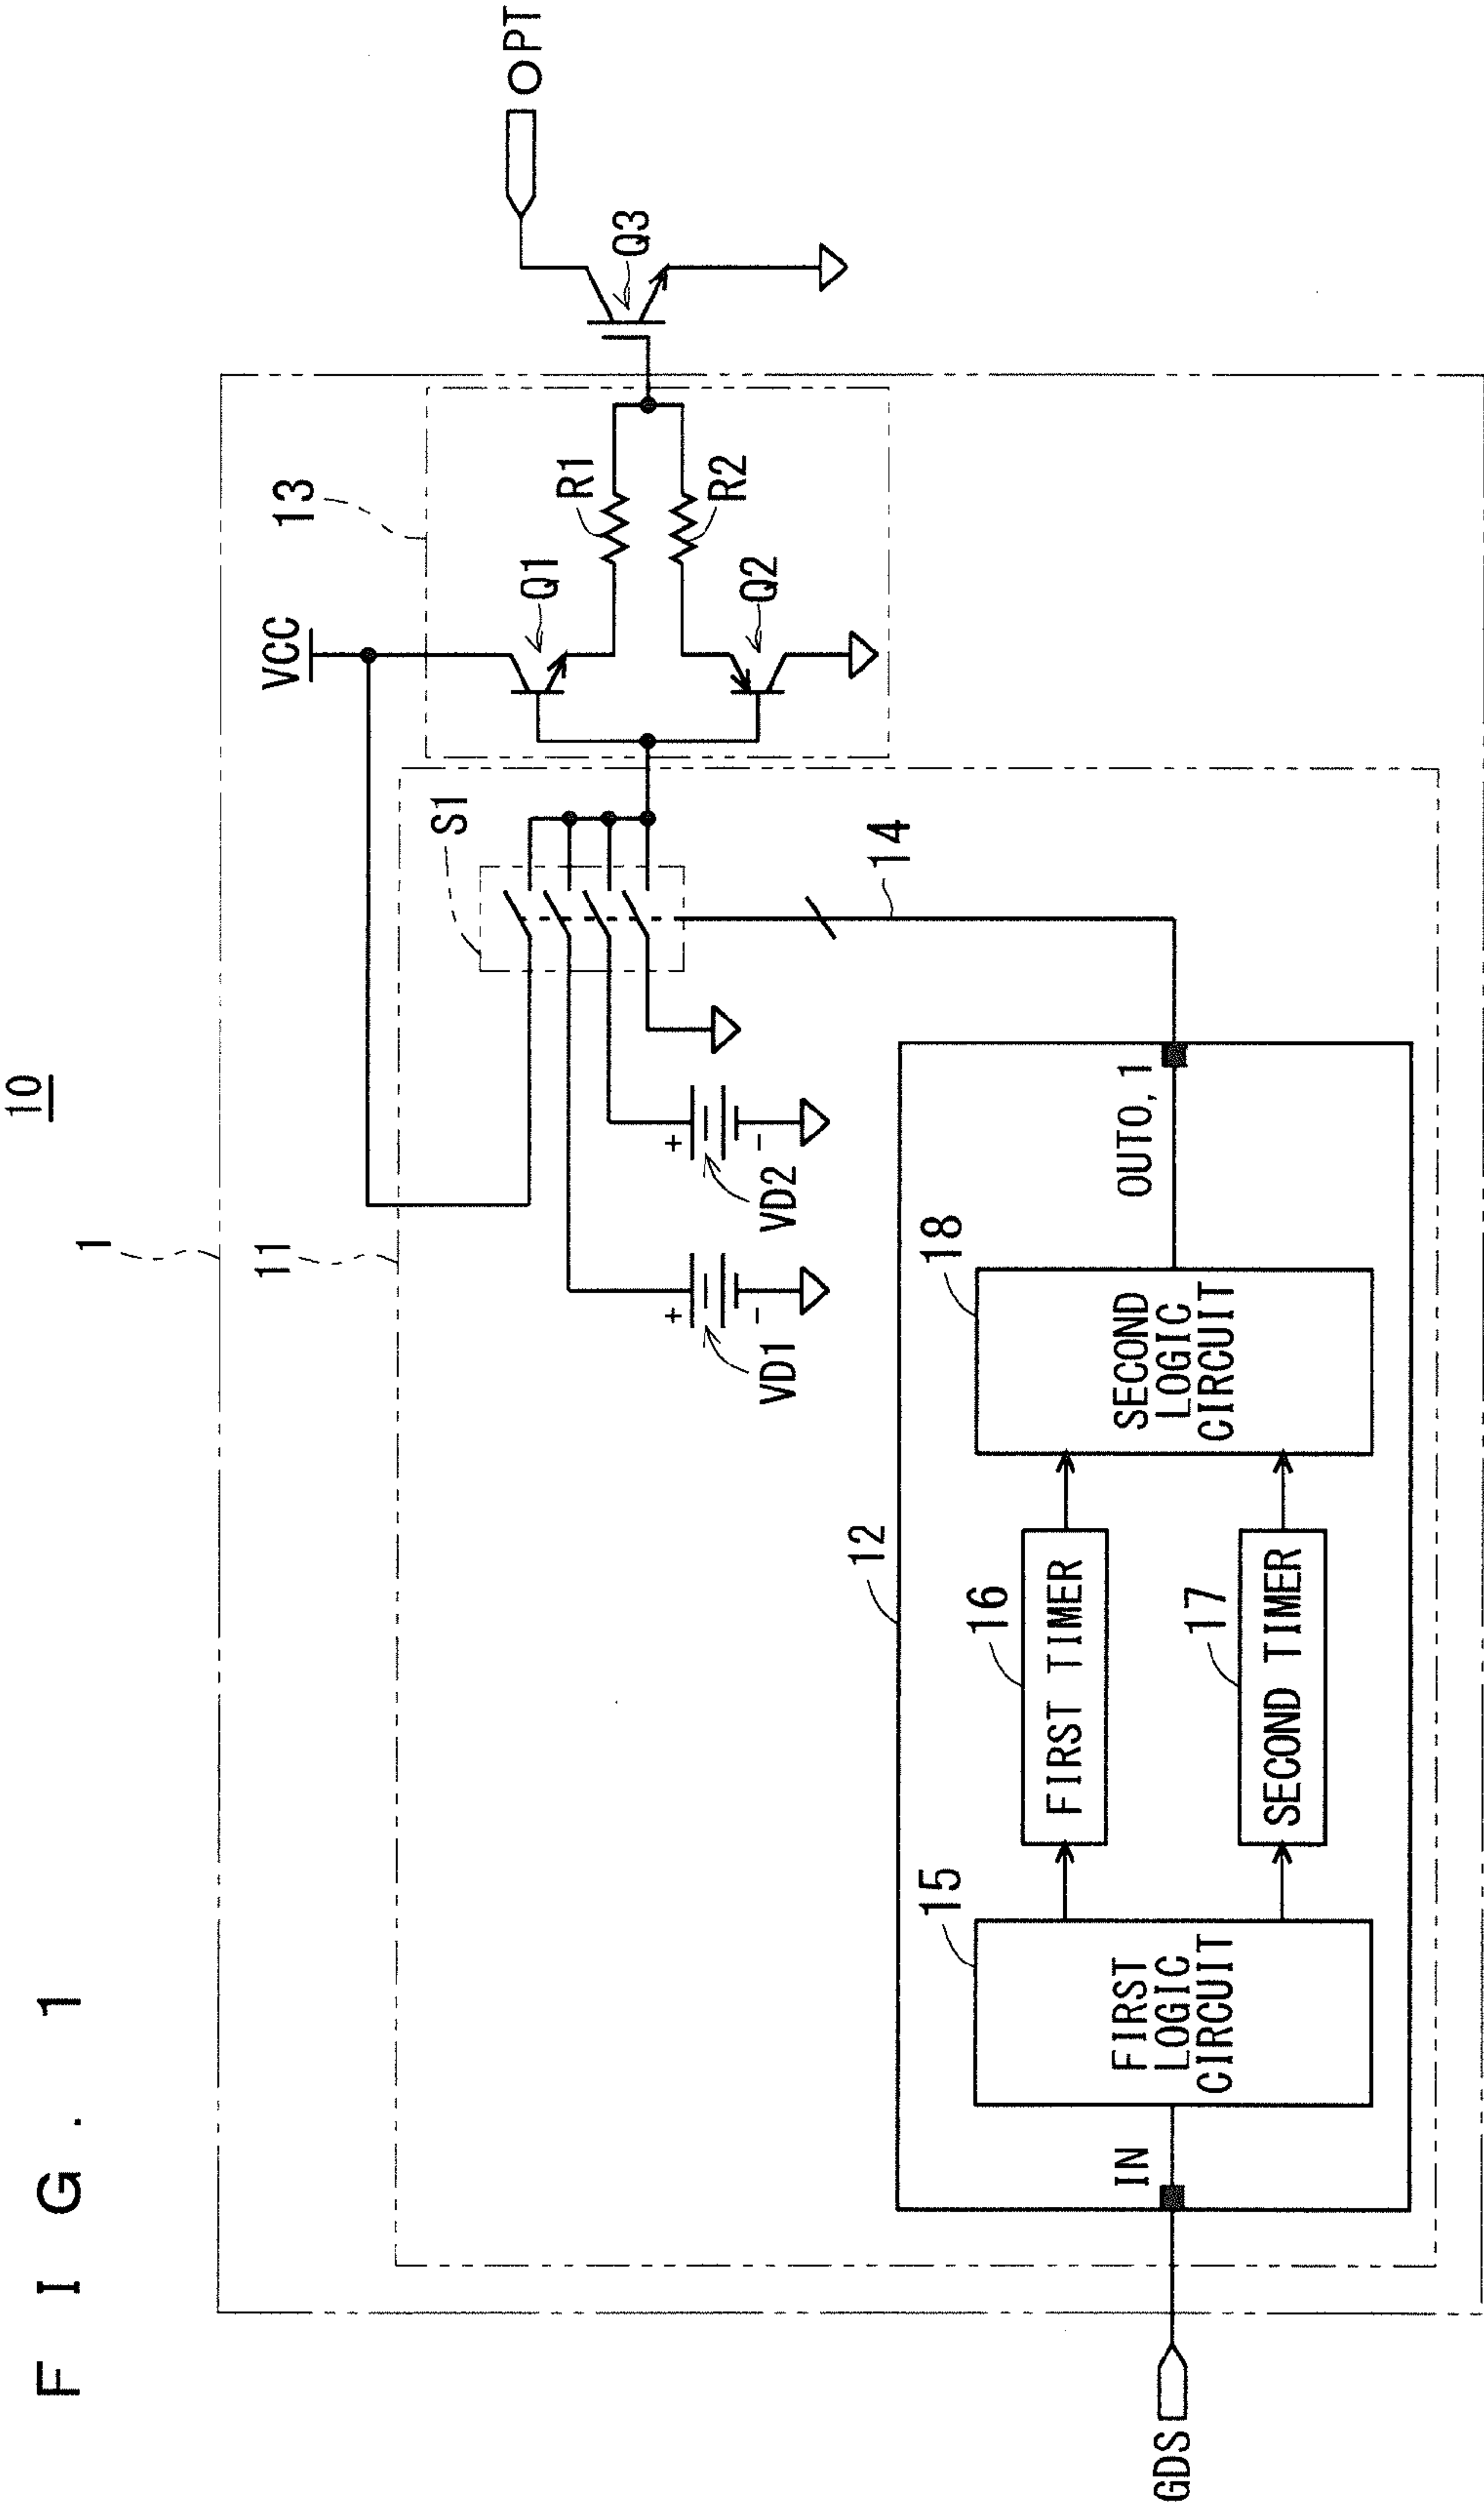 FIG. 1
10
1
11
VCC
13
S1
Q1
R1
R2
Q2
Q3
OPT
VD1
+
-
VD2
+
-
14
12
GDS
IN
15
FIRST
LOGIC
CIRCUIT
16
FIRST TIMER
17
SECOND TIMER
18
SECOND
LOGIC
CIRCUIT
OUT0, 1